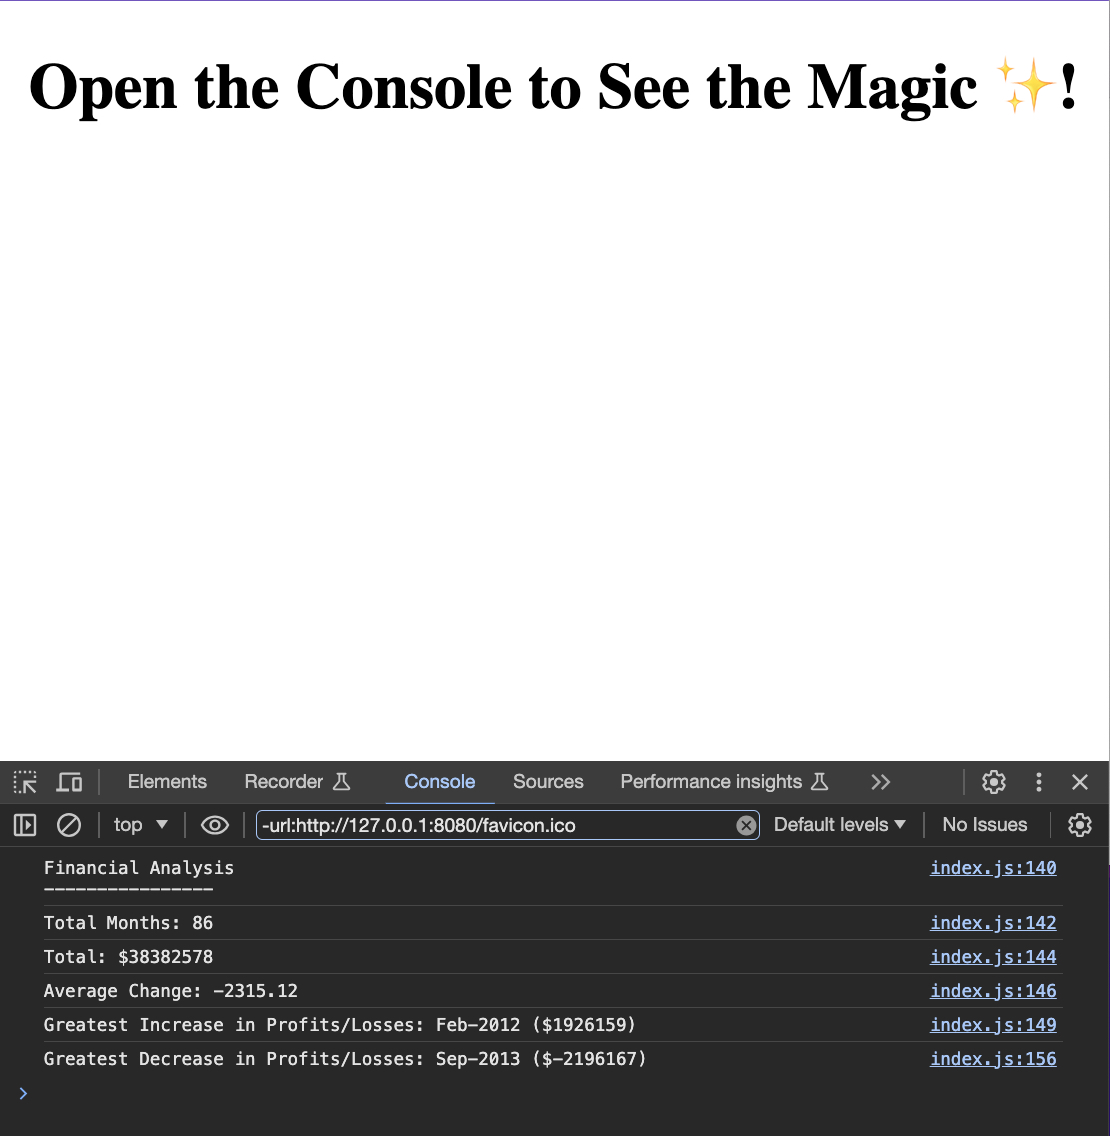 Open the Console to See the Magic ✨!
Elements Recorder Console Sources Performance insights
top -url:http://127.0.0.1:8080/favicon.ico Default levels No Issues
Financial Analysis index.js:140
----------------
Total Months: 86 index.js:142
Total: $38382578 index.js:144
Average Change: -2315.12 index.js:146
Greatest Increase in Profits/Losses: Feb-2012 ($1926159) index.js:149
Greatest Decrease in Profits/Losses: Sep-2013 ($-2196167) index.js:156